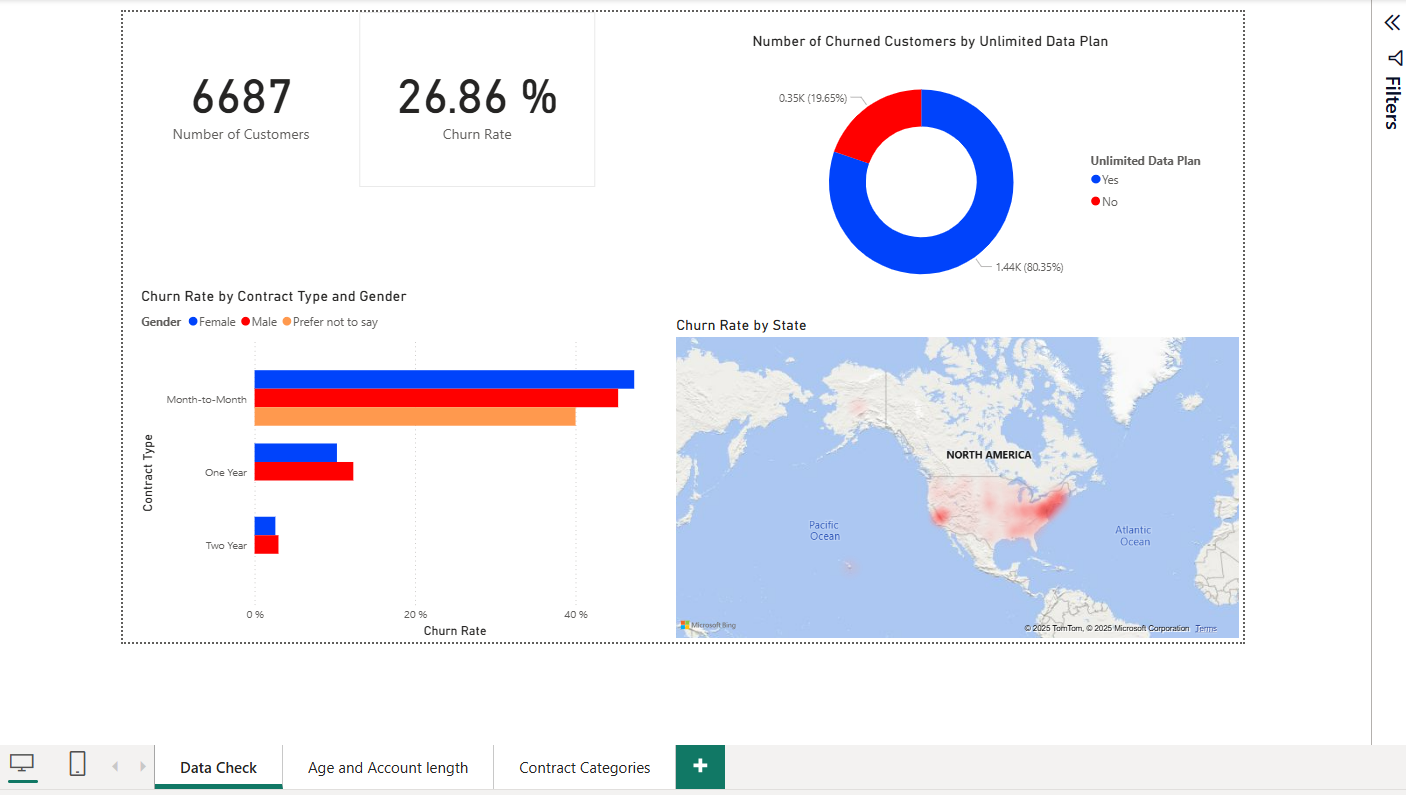 6687
Number of Customers
26.86 %
Churn Rate
Number of Churned Customers by Unlimited Data Plan
0.35K (19.65%)
1.44K (80.35%)
Unlimited Data Plan
Yes
No
Churn Rate by Contract Type and Gender
Gender Female Male Prefer not to say
Contract Type
Month-to-Month
One Year
Two Year
0 % 20 % 40 %
Churn Rate
Churn Rate by State
NORTH AMERICA
Pacific
Ocean
Atlantic
Ocean
Microsoft Bing
© 2025 TomTom, © 2025 Microsoft Corporation Terms
Filters
Data Check Age and Account length Contract Categories